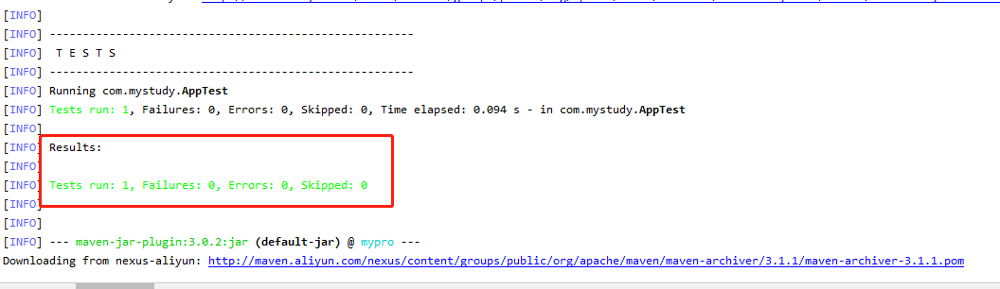 [INFO]
[INFO] ----------------------------------------------------
[INFO]  T E S T S
[INFO] ----------------------------------------------------
[INFO] Running com.mystudy.AppTest
[INFO] Tests run: 1, Failures: 0, Errors: 0, Skipped: 0, Time elapsed: 0.094 s - in com.mystudy.AppTest
[INFO]
[INFO] Results:
[INFO]
[INFO] Tests run: 1, Failures: 0, Errors: 0, Skipped: 0
[INFO]
[INFO]
[INFO] --- maven-jar-plugin:3.0.2:jar (default-jar) @ mypro ---
Downloading from nexus-aliyun: http://maven.aliyun.com/nexus/content/groups/public/org/apache/maven/maven-archiver/3.1.1/maven-archiver-3.1.1.pom